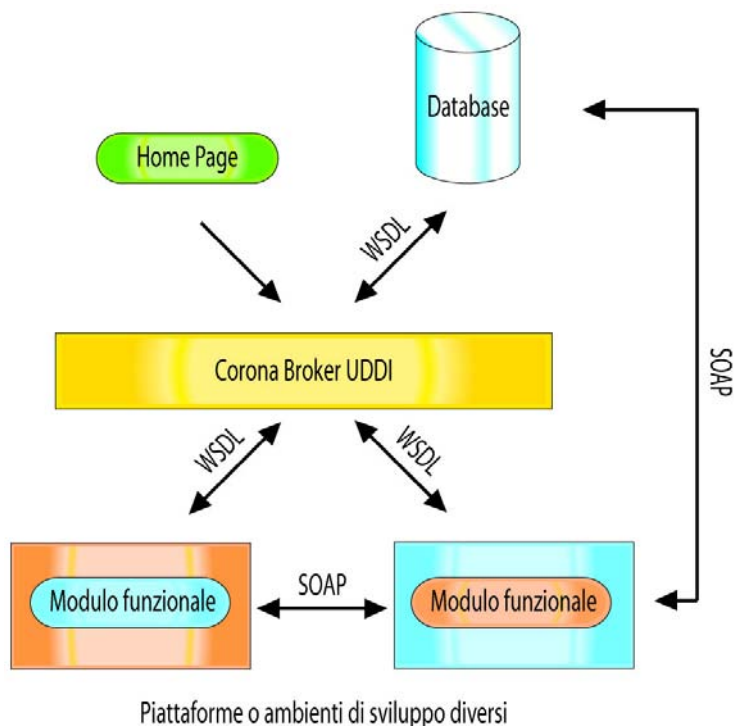 Database
Home Page
WSDL
Corona Broker UDDI
SOAP
WSDL
WSDL
Modulo funzionale
SOAP
Modulo funzionale
Piattaforme o ambienti di sviluppo diversi